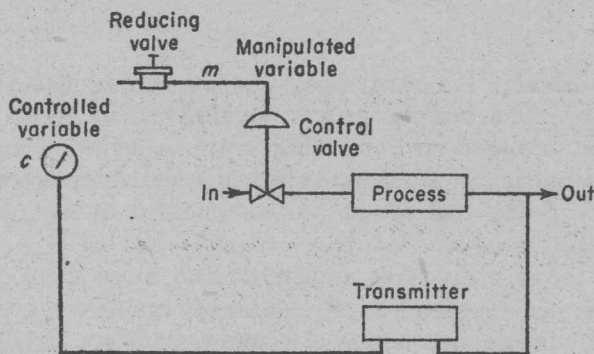 Reducing
valve
m
Manipulated
variable
Controlled
variable
c
Control
valve
In
Process
Out
Transmitter